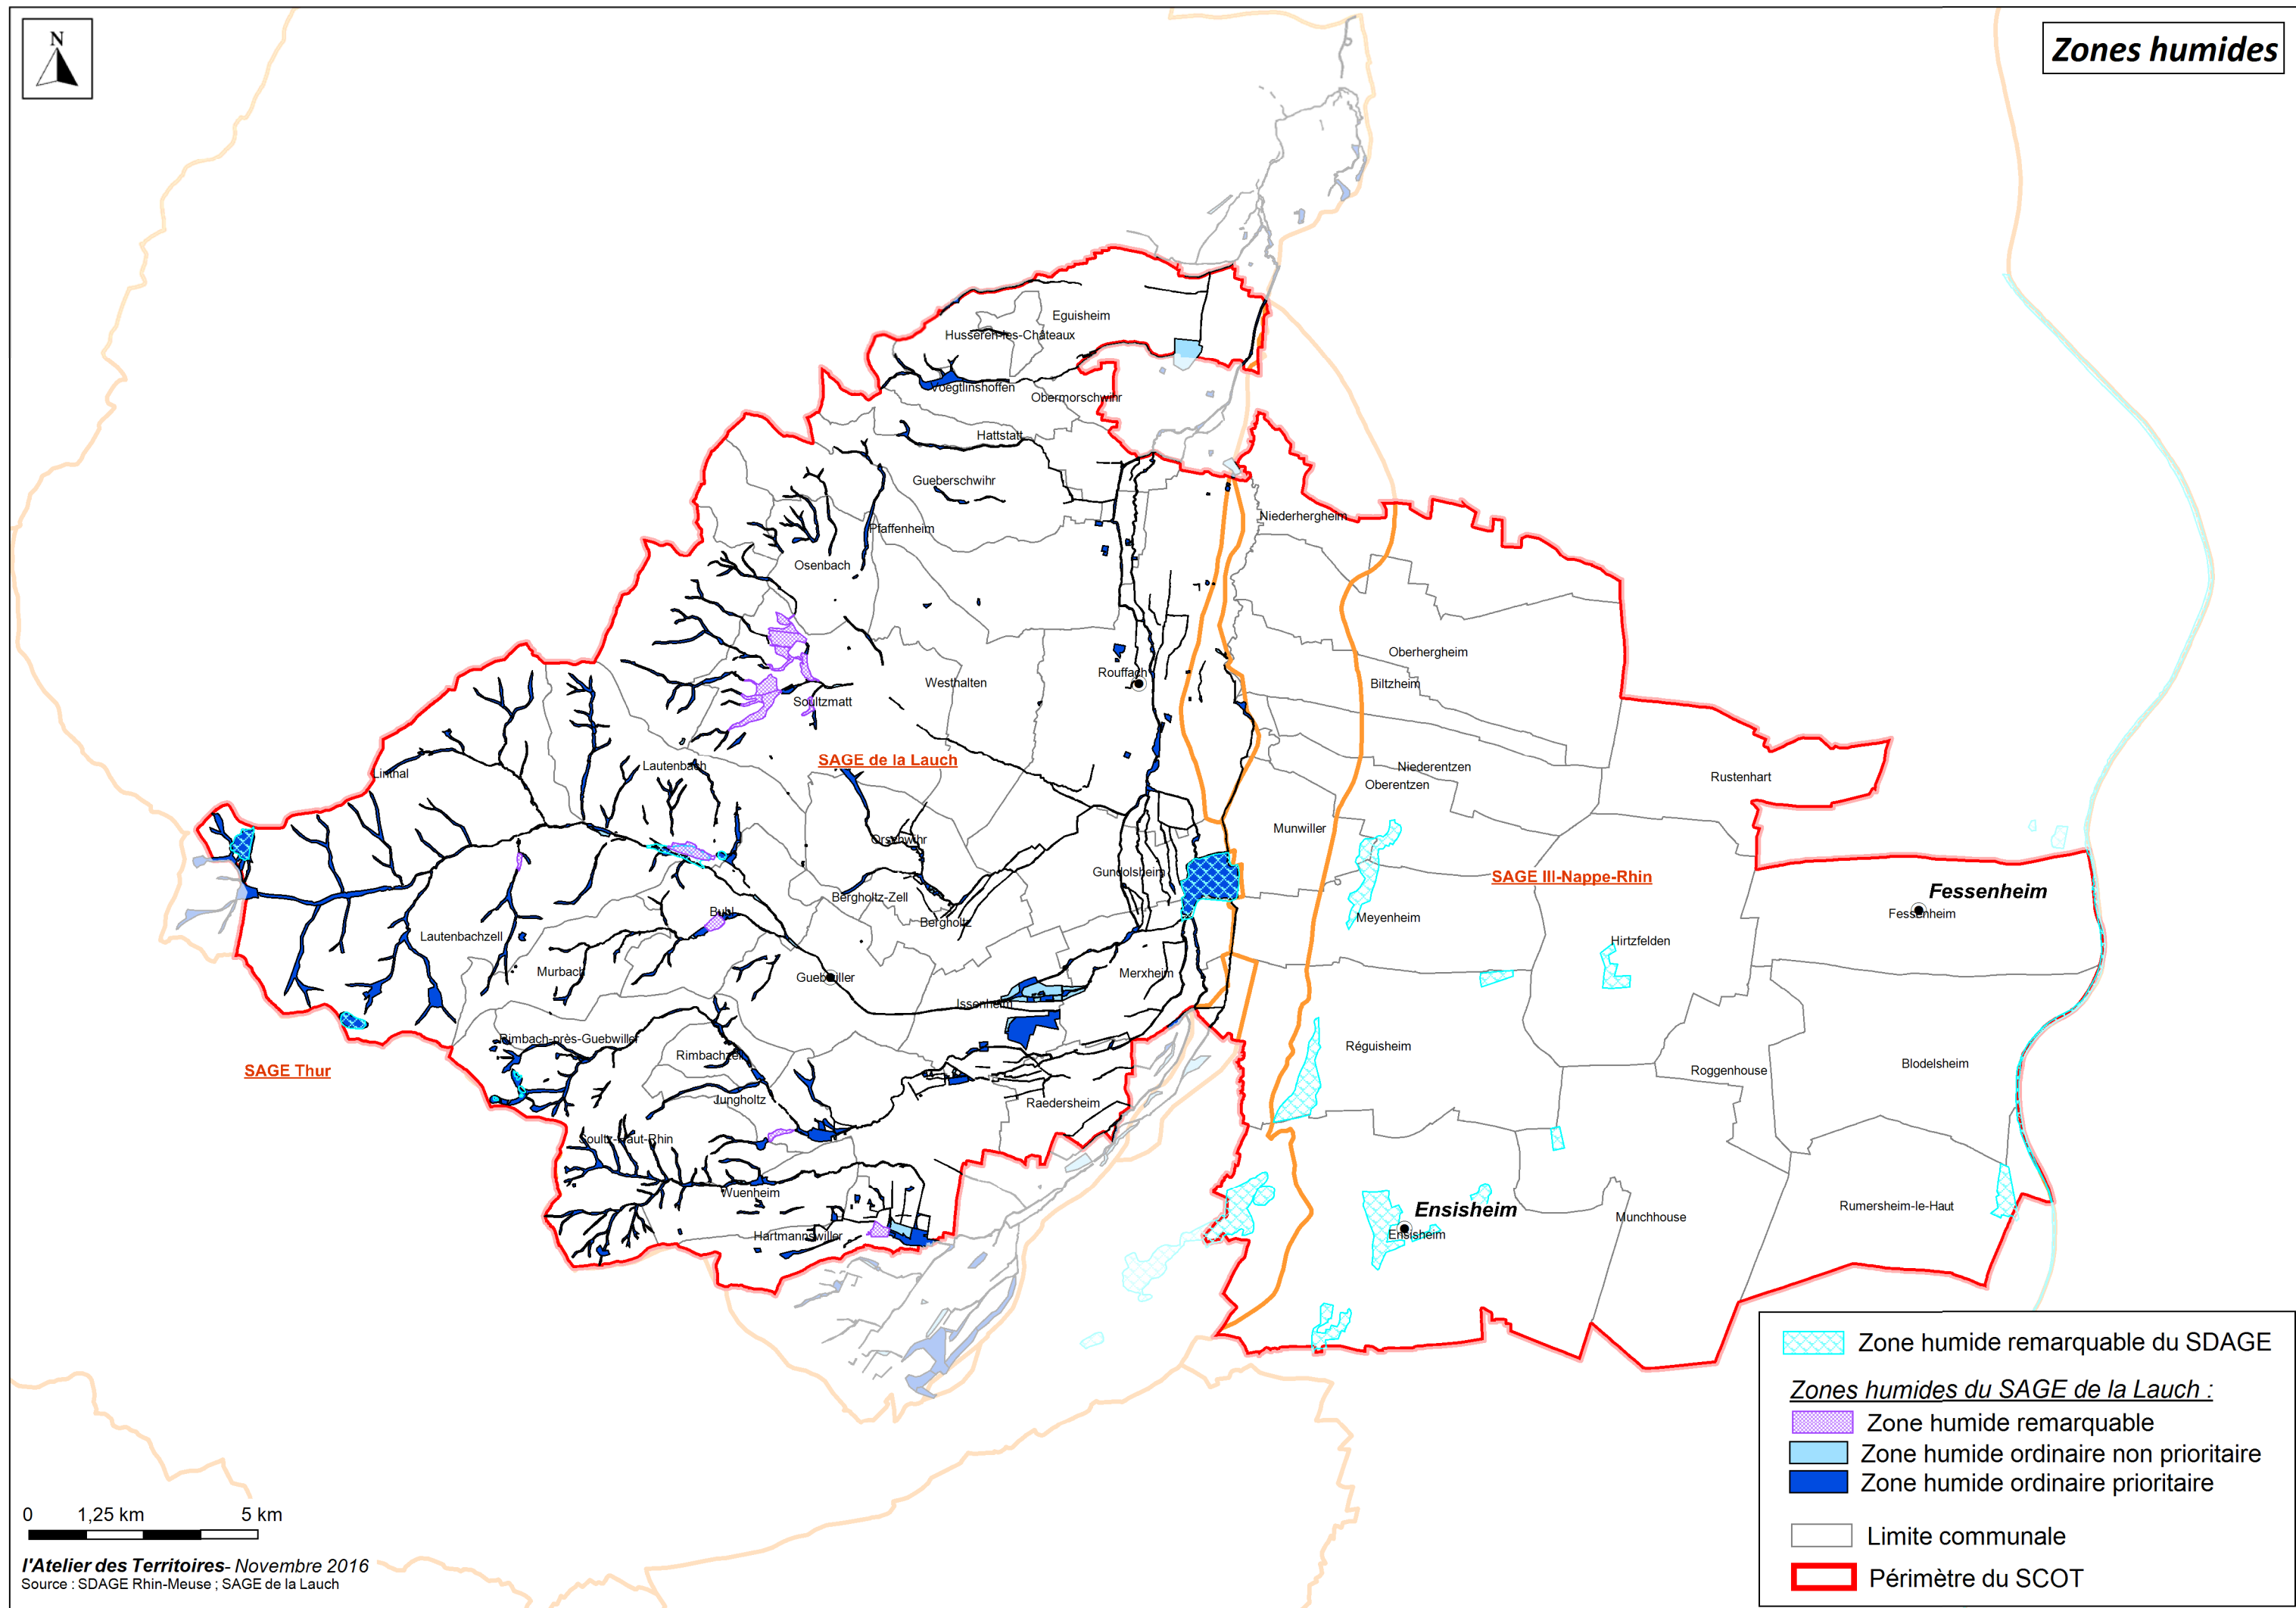 N
Zones humides
Eguisheim
Husseren-les-Châteaux
Voegtlinshoffen
Obermorschwihr
Hattstatt
Gueberschwihr
Niederhergheim
Pfaffenheim
Osenbach
Oberhergheim
Rouffach
Westhalten
Biltzheim
Soultzmatt
SAGE de la Lauch
Lautenbach
Linthal
Niederentzen
Oberentzen
Rustenhart
Munwiller
Orschwihr
Gundolsheim
SAGE III-Nappe-Rhin
Fessenheim
Bergholtz-Zell
Buhl
Bergholtz
Meyenheim
Fessenheim
Lautenbachzell
Hirtzfelden
Murbach
Guebwiller
Merxheim
Issenheim
Rimbach-près-Guebwiller
Rimbachzell
Réguisheim
SAGE Thur
Roggenhouse
Blodelsheim
Jungholtz
Raedersheim
Soultz-Haut-Rhin
Wuenheim
Ensisheim
Rumersheim-le-Haut
Munchhouse
Hartmannswiller
Ensisheim
Zone humide remarquable du SDAGE
Zones humides du SAGE de la Lauch :
Zone humide remarquable
Zone humide ordinaire non prioritaire
Zone humide ordinaire prioritaire
Limite communale
Périmètre du SCOT
0 1,25 km 5 km
l'Atelier des Territoires- Novembre 2016
Source : SDAGE Rhin-Meuse ; SAGE de la Lauch